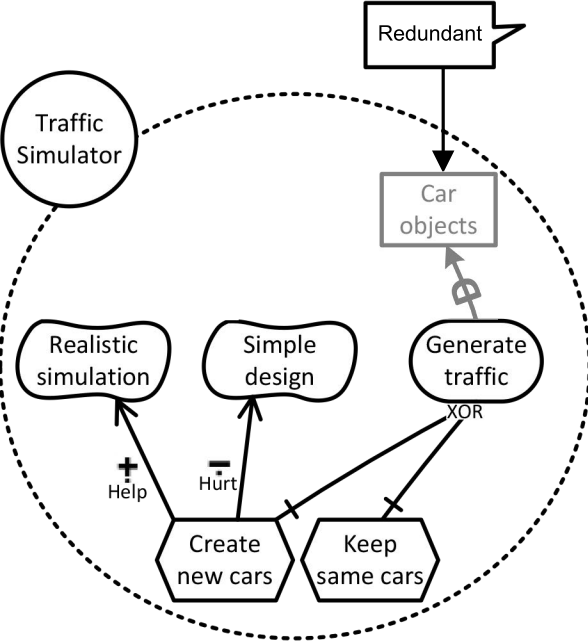 Redundant
Traffic
Simulator
Car
objects
D
Realistic
simulation
Simple
design
Generate
traffic
XOR
+
Help
-
Hurt
Create
new cars
Keep
same cars